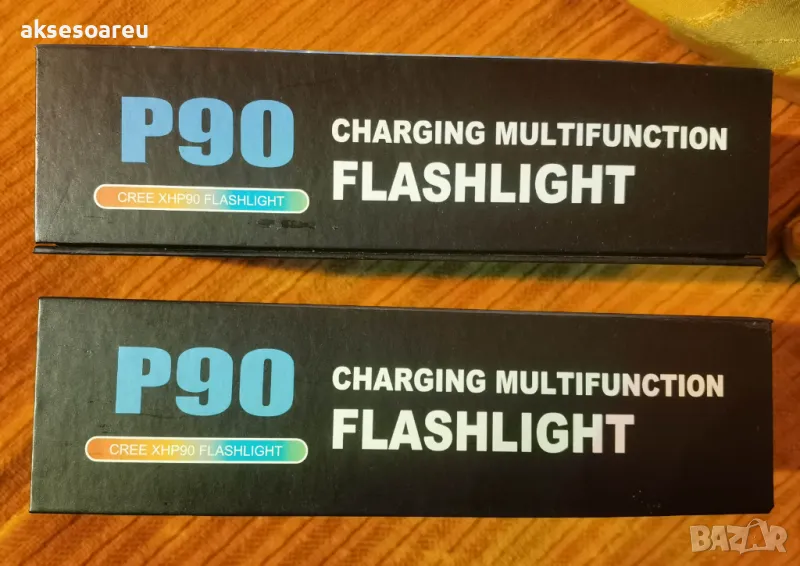 aksesoareu
P90
CHARGING MULTIFUNCTION
FLASHLIGHT
CREE XHP90 FLASHLIGHT
P90
CHARGING MULTIFUNCTION
FLASHLIGHT
CREE XHP90 FLASHLIGHT
BAZAR